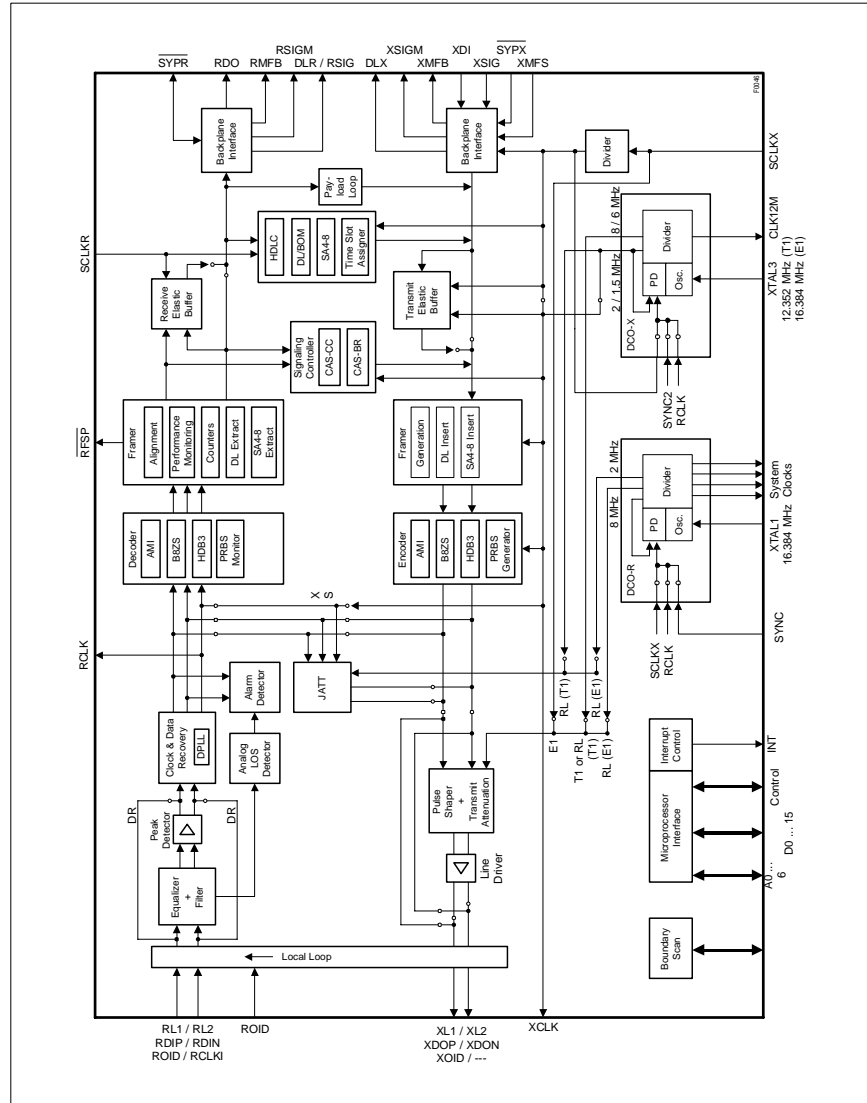 SYPR
RDO
RMFB
RSIGM
DLR / RSIG
DLX
XSIGM
XMFB
XDI
XSIG
SYPX
XMFS
F0046
Backplane
Interface
Backplane
Interface
Divider
SCLKX
Pay-
load Loop
SCLKR
HDLC
DL/BOM
SA4-8
Time Slot
Assigner
Receive
Elastic
Buffer
Transmit
Elastic
Buffer
Signaling
Controller
CAS-CC
CAS-BR
8 / 6 MHz
2 / 1.5 MHz
Divider
PD
Osc.
DCO-X
CLK12M
XTAL3
12.352 MHz (T1)
16.384 MHz (E1)
SYNC2
RCLK
RFSP
Framer
Alignment
Performance
Monitoring
Counters
DL Extract
SA4-8
Extract
Framer
Generation
DL Insert
SA4-8 Insert
2 MHz
8 MHz
Divider
PD
Osc.
DCO-R
System
Clocks
XTAL1
16.384 MHz
SCLKX
RCLK
SYNC
Decoder
AMI
B8ZS
HDB3
PRBS
Monitor
Encoder
AMI
B8ZS
HDB3
PRBS
Generator
RCLK
X
S
JATT
Clock & Data
Recovery
DPLL
Alarm
Detector
Analog
LOS
Detector
RL (T1)
RL (E1)
E1
T1 or RL
(T1)
RL (E1)
Interrupt
Control
INT
Microprocessor
Interface
Control
D0 ... 15
A0 ...
6
DR
DR
Peak
Detector
Equalizer
+
Filter
Pulse
Shaper
+
Transmit
Attenuation
Line
Driver
Boundary
Scan
Local Loop
RL1 / RL2
RDIP / RDIN
ROID / RCLKI
ROID
XL1 / XL2
XDOP / XDON
XOID / ---
XCLK